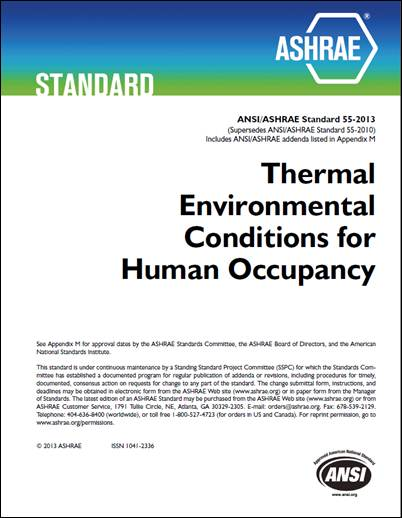 ASHRAE®
STANDARD
ANSI/ASHRAE Standard 55-2013
(Supersedes ANSI/ASHRAE Standard 55-2010)
Includes ANSI/ASHRAE addenda listed in Appendix M
Thermal
Environmental
Conditions for
Human Occupancy
See Appendix M for approval dates by the ASHRAE Standards Committee, the ASHRAE Board of Directors, and the American
National Standards Institute.
This standard is under continuous maintenance by a Standing Standard Project Committee (SSPC) for which the Standards Com-
mittee has established a documented program for regular publication of addenda or revisions, including procedures for timely,
documented, consensus action on requests for change to any part of the standard. The change submittal form, instructions, and
deadlines may be obtained in electronic form from the ASHRAE Web site (www.ashrae.org) or in paper form from the Manager
of Standards. The latest edition of an ASHRAE Standard may be purchased from the ASHRAE Web site (www.ashrae.org) or from
ASHRAE Customer Service, 1791 Tullie Circle, NE, Atlanta, GA 30329-2305. E-mail: orders@ashrae.org. Fax: 678-539-2129.
Telephone: 404-636-8400 (worldwide), or toll free 1-800-527-4723 (for orders in US and Canada). For reprint permission, go to
www.ashrae.org/permissions.
© 2013 ASHRAE ISSN 1041-2336
Approved American National Standard
ANSI
www.ansi.org